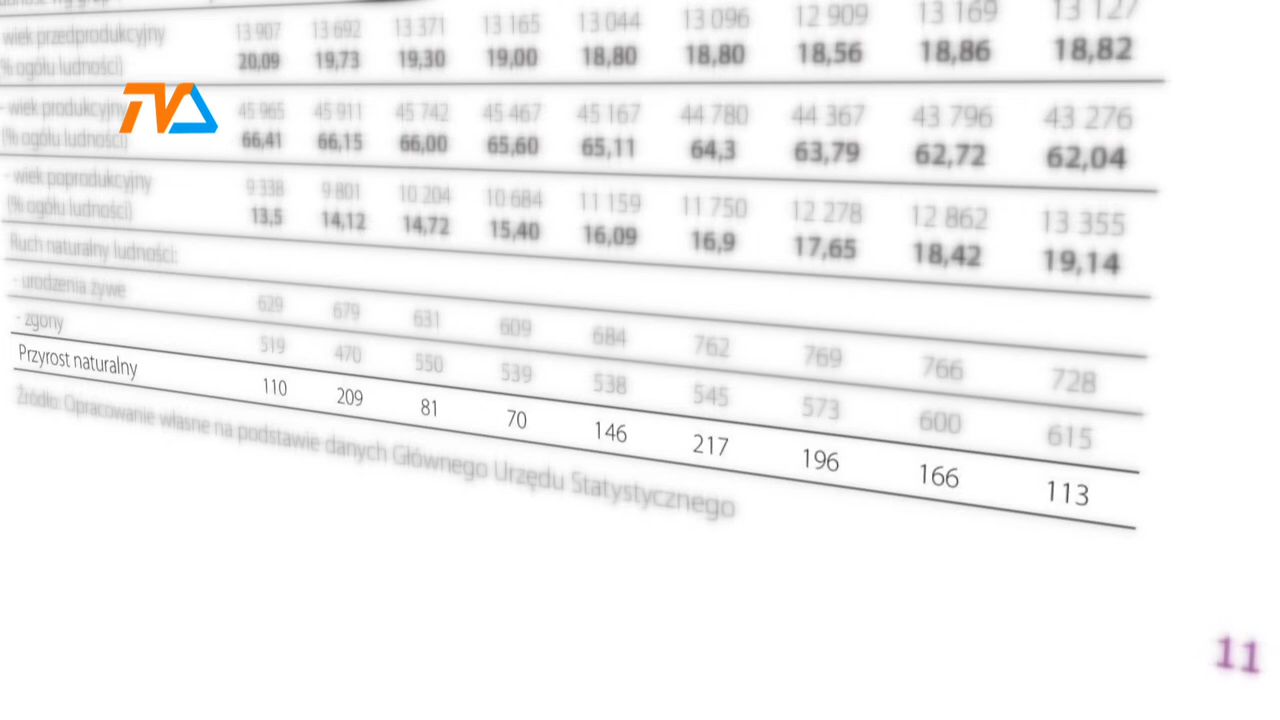 wiek przedprodukcyjny 13 907 13 692 13 371 13 165 13 044 13 096 12 909 13 169 13 127
% ogółu ludności) 20,09 19,73 19,30 19,00 18,80 18,80 18,56 18,86 18,82
TVA
- wiek produkcyjny 45 965 45 911 45 742 45 467 45 167 44 780 44 367 43 796 43 276
(% ogółu ludności) 66,41 66,15 66,00 65,60 65,11 64,3 63,79 62,72 62,04
- wiek poprodukcyjny 9 338 9 801 10 204 10 684 11 159 11 750 12 278 12 862 13 355
(% ogółu ludności) 13,5 14,12 14,72 15,40 16,09 16,9 17,65 18,42 19,14
Ruch naturalny ludności:
- urodzenia żywe 629 679 631 609 684 762 769 766 728
- zgony 519 470 550 539 538 545 573 600 615
Przyrost naturalny 110 209 81 70 146 217 196 166 113
Źródło: Opracowanie własne na podstawie danych Głównego Urzędu Statystycznego
11